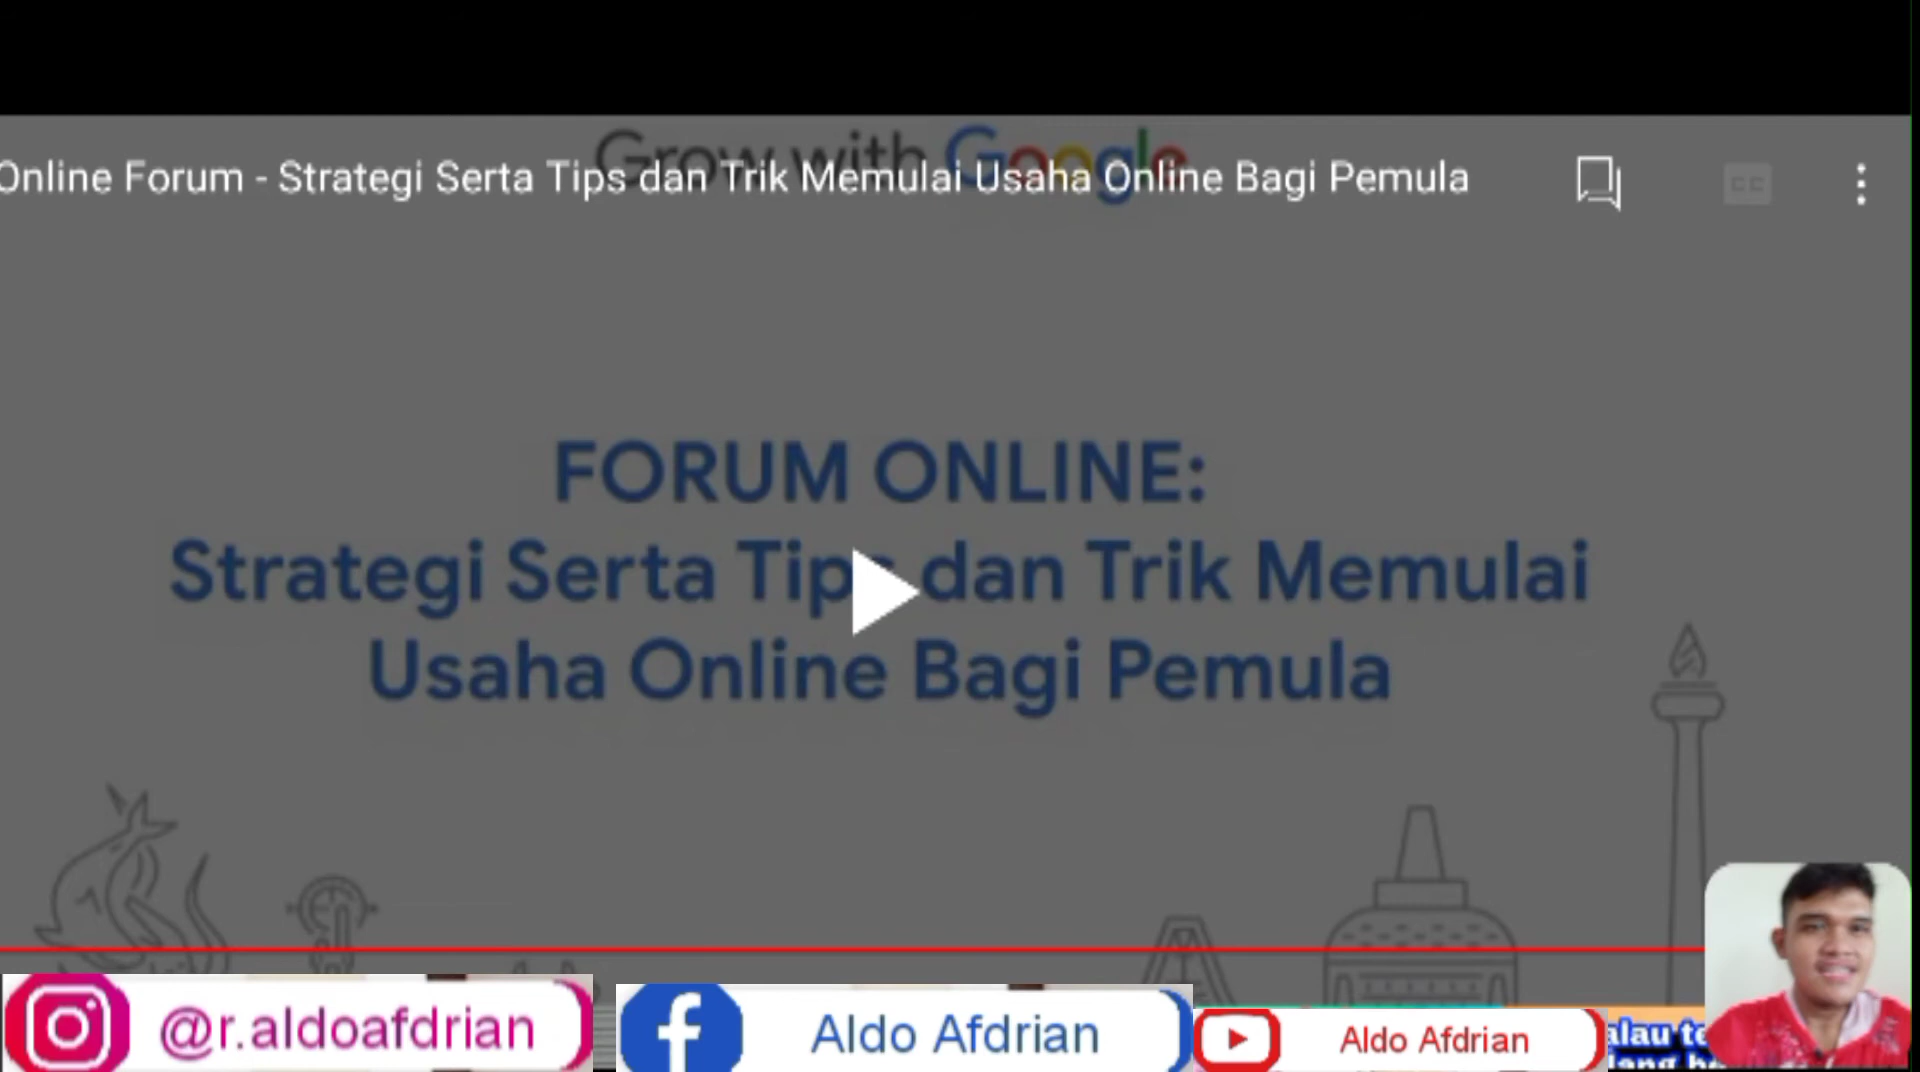 Grow with Google
Online Forum - Strategi Serta Tips dan Trik Memulai Usaha Online Bagi Pemula
CC
FORUM ONLINE:
Strategi Serta Tips dan Trik Memulai
Usaha Online Bagi Pemula
@r.aldoafdrian
Aldo Afdrian
Aldo Afdrian